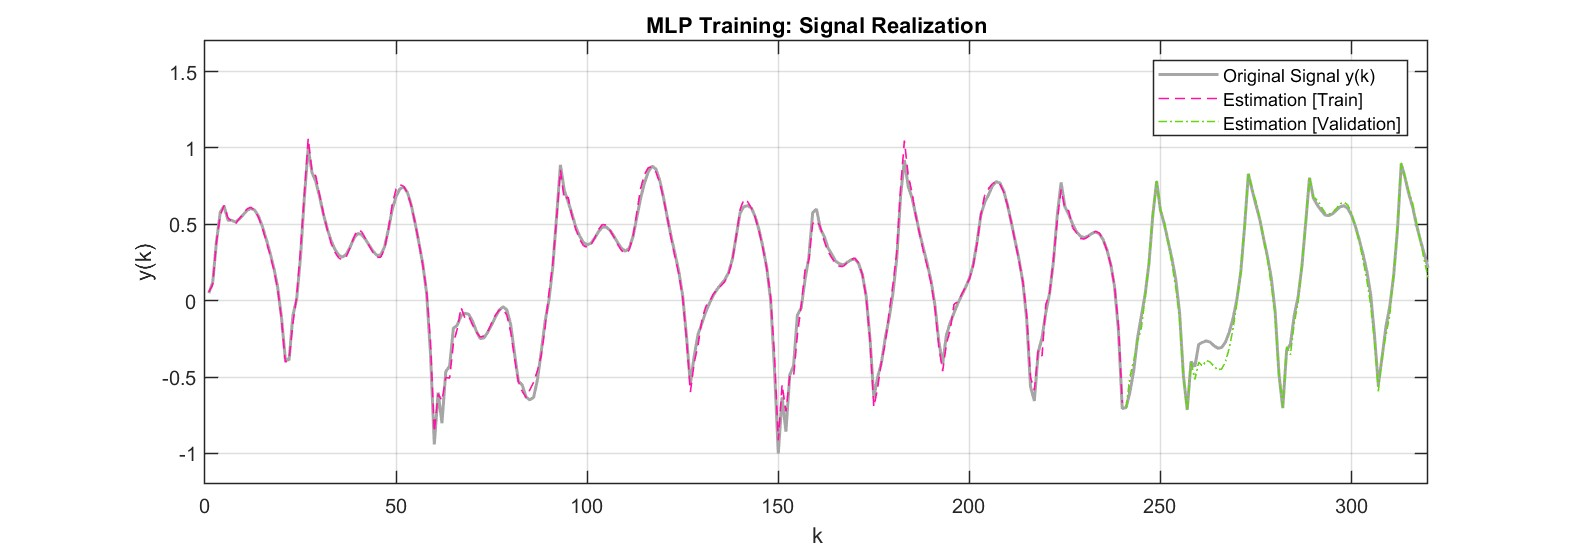 MLP Training: Signal Realization
1.5
1
0.5
0
-0.5
-1
y(k)
Original Signal y(k)
Estimation [Train]
Estimation [Validation]
0 50 100 150 200 250 300
k